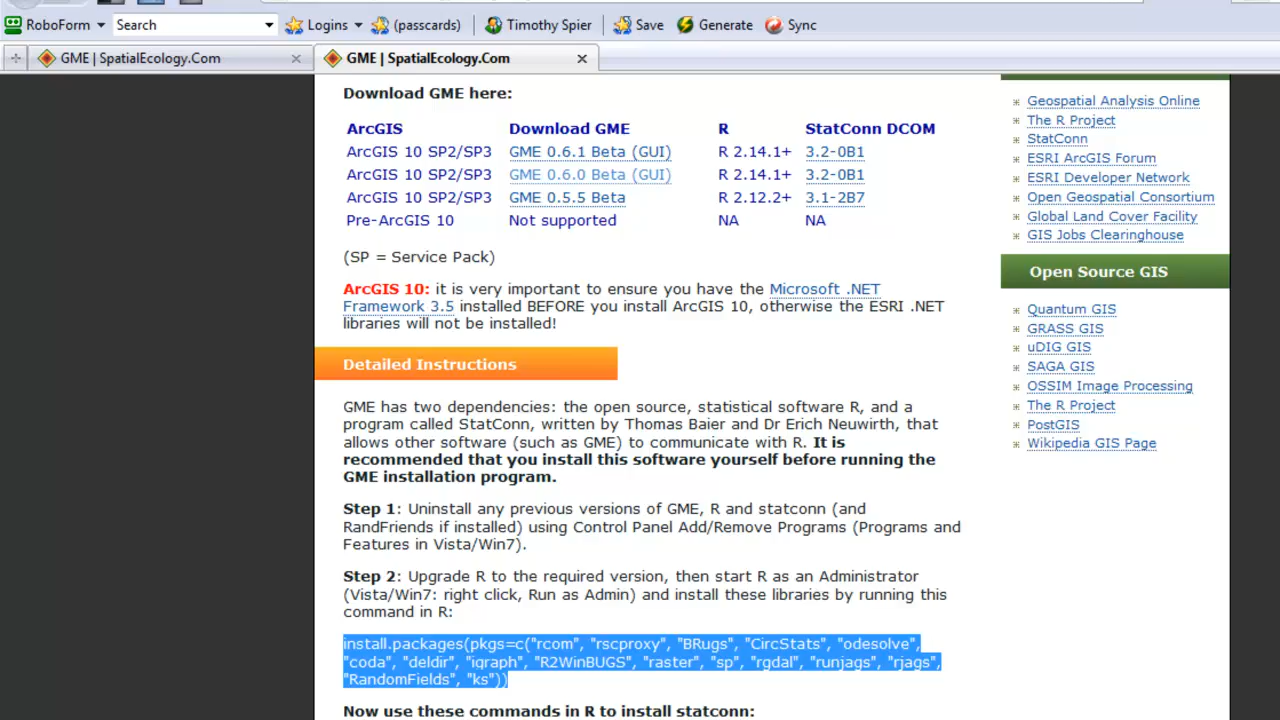 RoboForm Search Logins (passcards) Timothy Spier Save Generate Sync
GME | SpatialEcology.Com GME | SpatialEcology.Com
Download GME here:
ArcGIS Download GME R StatConn DCOM
ArcGIS 10 SP2/SP3 GME 0.6.1 Beta (GUI) R 2.14.1+ 3.2-0B1
ArcGIS 10 SP2/SP3 GME 0.6.0 Beta (GUI) R 2.14.1+ 3.2-0B1
ArcGIS 10 SP2/SP3 GME 0.5.5 Beta R 2.12.2+ 3.1-2B7
Pre-ArcGIS 10 Not supported NA NA
(SP = Service Pack)
ArcGIS 10: it is very important to ensure you have the Microsoft .NET
Framework 3.5 installed BEFORE you install ArcGIS 10, otherwise the ESRI .NET
libraries will not be installed!
Detailed Instructions
GME has two dependencies: the open source, statistical software R, and a
program called StatConn, written by Thomas Baier and Dr Erich Neuwirth, that
allows other software (such as GME) to communicate with R. It is
recommended that you install this software yourself before running the
GME installation program.
Step 1: Uninstall any previous versions of GME, R and statconn (and
RandFriends if installed) using Control Panel Add/Remove Programs (Programs and
Features in Vista/Win7).
Step 2: Upgrade R to the required version, then start R as an Administrator
(Vista/Win7: right click, Run as Admin) and install these libraries by running this
command in R:
install.packages(pkgs=c("rcom", "rscproxy", "BRugs", "CircStats", "odesolve",
"coda", "deldir", "igraph", "R2WinBUGS", "raster", "sp", "rgdal", "runjags", "rjags",
"RandomFields", "ks"))
Now use these commands in R to install statconn:
Geospatial Analysis Online
The R Project
StatConn
ESRI ArcGIS Forum
ESRI Developer Network
Open Geospatial Consortium
Global Land Cover Facility
GIS Jobs Clearinghouse
Open Source GIS
Quantum GIS
GRASS GIS
uDIG GIS
SAGA GIS
OSSIM Image Processing
The R Project
PostGIS
Wikipedia GIS Page